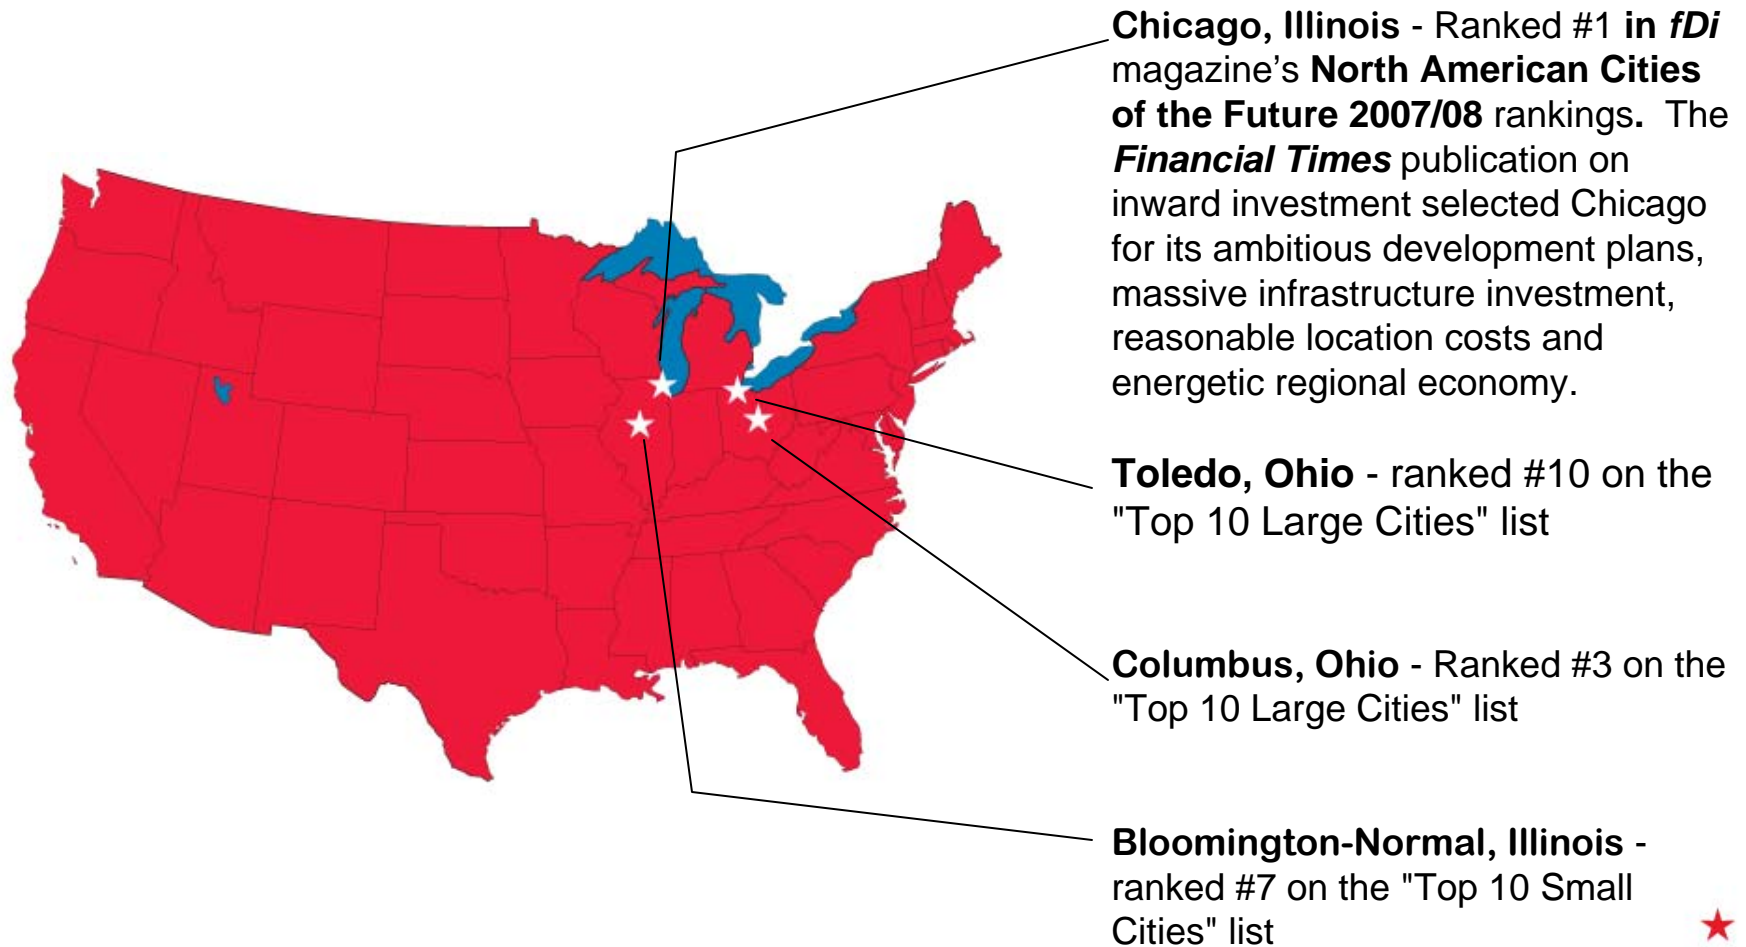 Chicago, Illinois - Ranked #1 in fDi
magazine's North American Cities
of the Future 2007/08 rankings. The
Financial Times publication on
inward investment selected Chicago
for its ambitious development plans,
massive infrastructure investment,
reasonable location costs and
energetic regional economy.
Toledo, Ohio - ranked #10 on the
"Top 10 Large Cities" list
Columbus, Ohio - Ranked #3 on the
"Top 10 Large Cities" list
Bloomington-Normal, Illinois -
ranked #7 on the "Top 10 Small
Cities" list